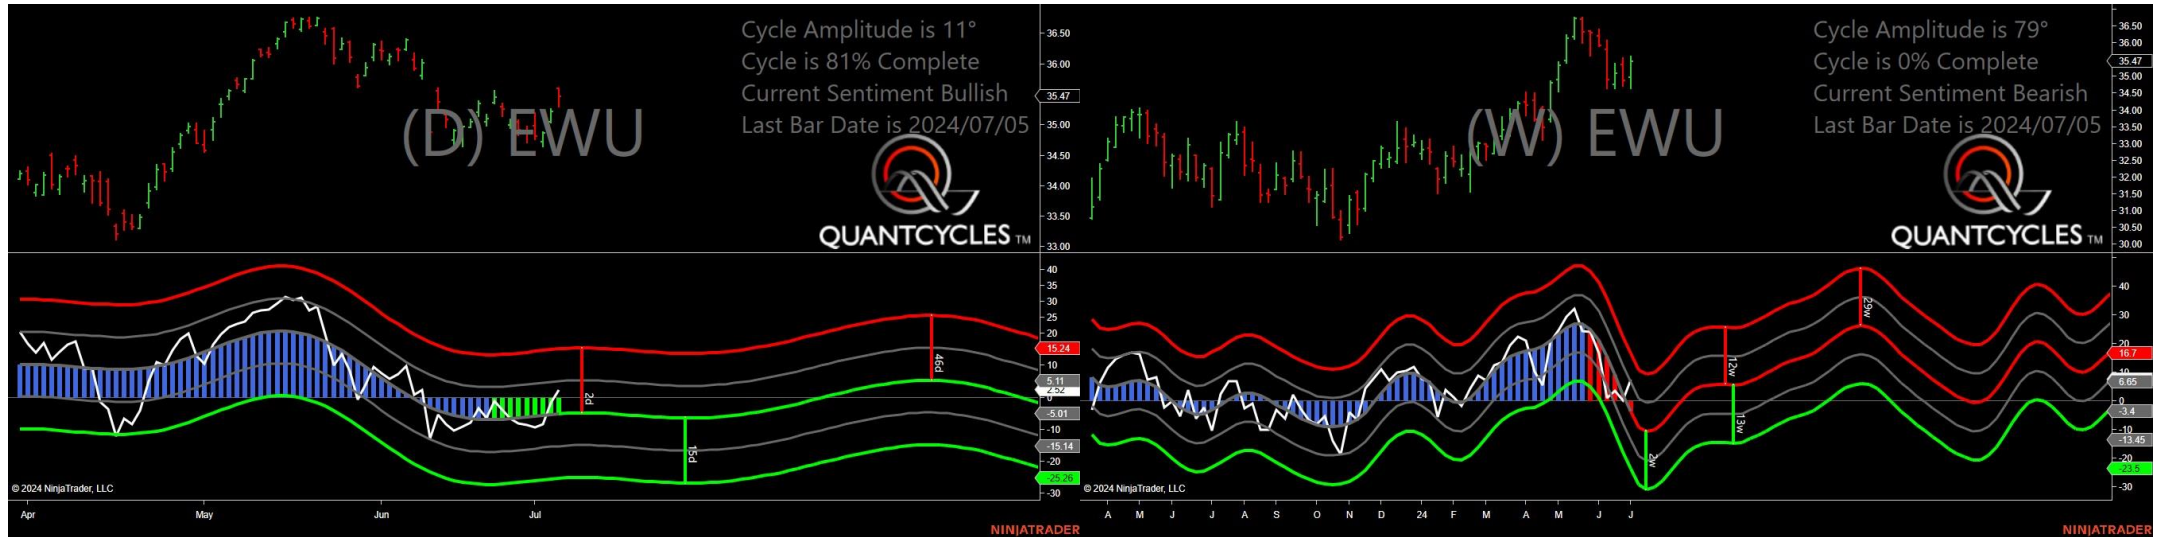 Cycle Amplitude is 11°
Cycle is 81% Complete
Current Sentiment Bullish
Last Bar Date is 2024/07/05
(D) EWU
QUANTCYCLES TM
36.50
36.00
35.47
35.00
34.50
34.00
33.50
33.00
40
35
30
25
20
15.24
10
5.11
2.52
0
-5.01
-10
-15.14
-20
-25.26
-30
2d
15d
46d
© 2024 NinjaTrader, LLC
Apr May Jun Jul
NINJATRADER
Cycle Amplitude is 79°
Cycle is 0% Complete
Current Sentiment Bearish
Last Bar Date is 2024/07/05
(W) EWU
QUANTCYCLES TM
36.50
36.00
35.47
35.00
34.50
34.00
33.50
33.00
32.50
32.00
31.50
31.00
30.50
30.00
40
30
20
16.7
10
6.65
0
-3.4
-10
-13.45
-20
-23.5
-30
2w
12w
13w
29w
© 2024 NinjaTrader, LLC
A M J J A S O N D 24 F M A M J J
NINJATRADER